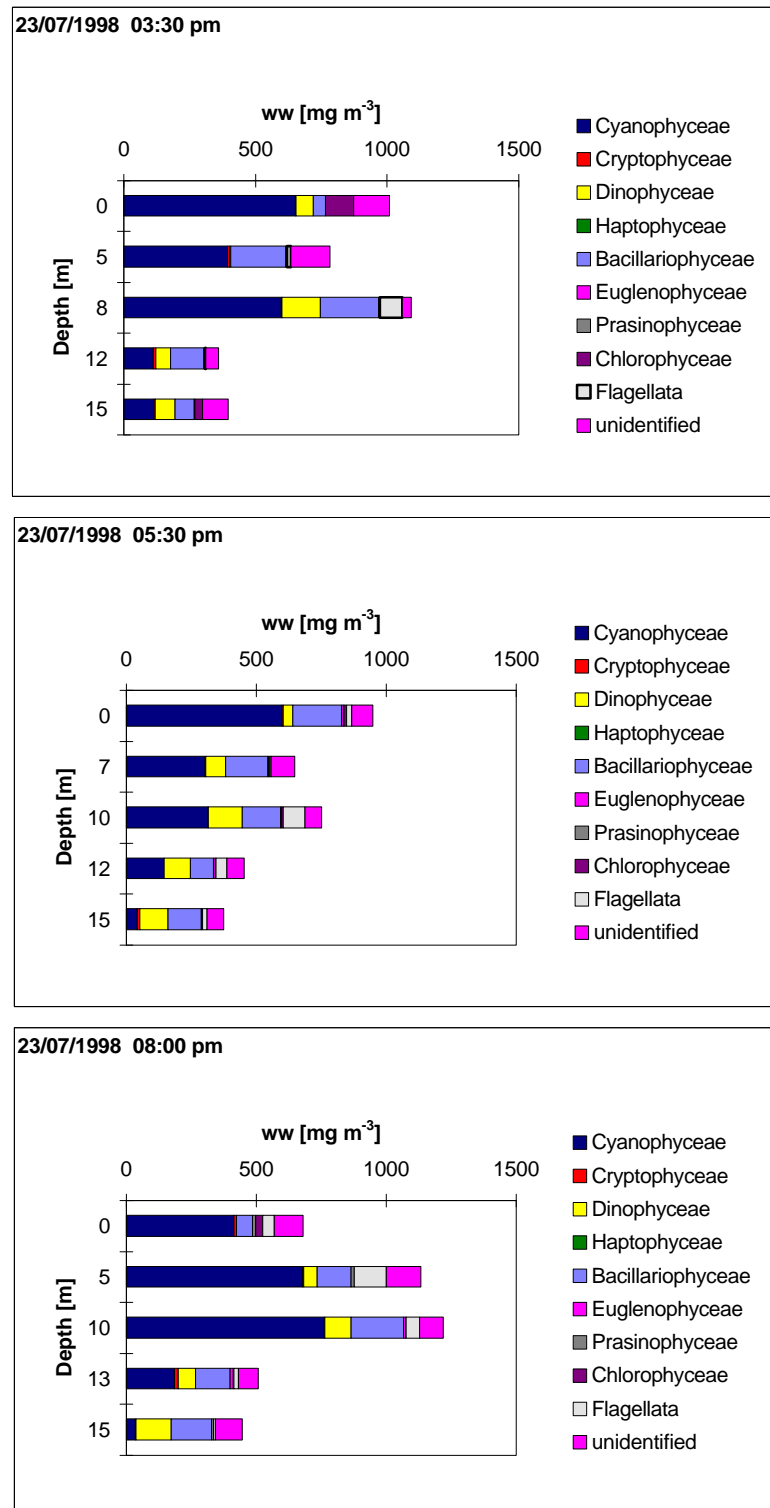 23/07/1998  03:30 pm
ww [mg m⁻³]
0 500 1000 1500
Depth [m]
0
5
8
12
15
Cyanophyceae
Cryptophyceae
Dinophyceae
Haptophyceae
Bacillariophyceae
Euglenophyceae
Prasinophyceae
Chlorophyceae
Flagellata
unidentified
23/07/1998  05:30 pm
ww [mg m⁻³]
0 500 1000 1500
Depth [m]
0
7
10
12
15
Cyanophyceae
Cryptophyceae
Dinophyceae
Haptophyceae
Bacillariophyceae
Euglenophyceae
Prasinophyceae
Chlorophyceae
Flagellata
unidentified
23/07/1998  08:00 pm
ww [mg m⁻³]
0 500 1000 1500
Depth [m]
0
5
10
13
15
Cyanophyceae
Cryptophyceae
Dinophyceae
Haptophyceae
Bacillariophyceae
Euglenophyceae
Prasinophyceae
Chlorophyceae
Flagellata
unidentified